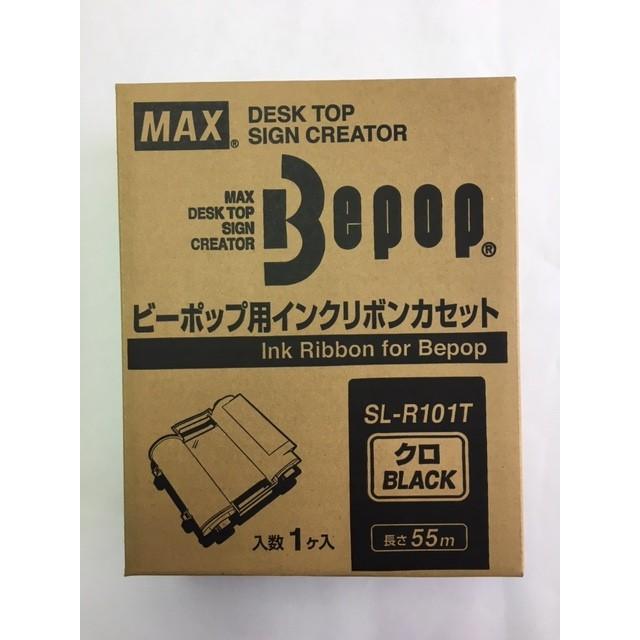 MAX®
DESK TOP
SIGN CREATOR
MAX
DESK TOP
SIGN
CREATOR
Bepop®
ビーポップ用インクリボンカセット
Ink Ribbon for Bepop
SL-R101T
クロ
BLACK
長さ 55m
入数 1ヶ入